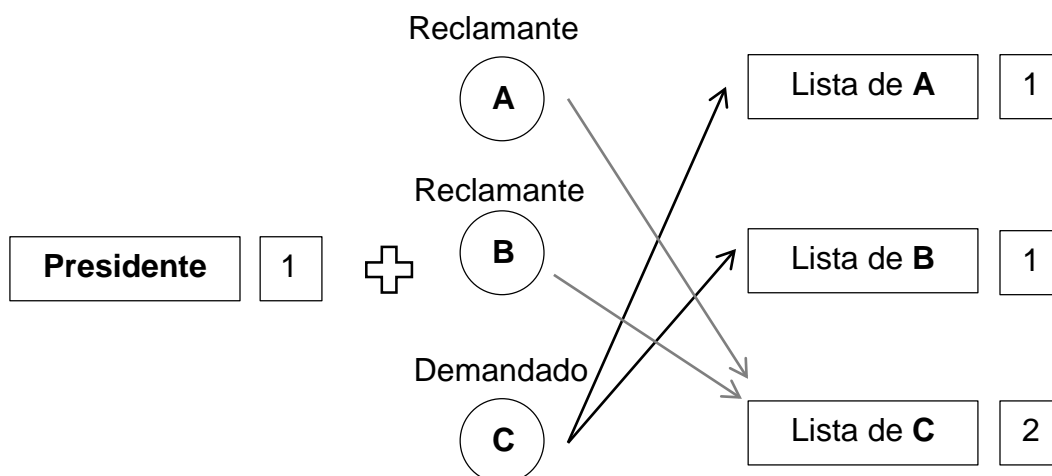 Reclamante
A
Lista de A 1
Reclamante
B
Presidente 1
Lista de B 1
Demandado
C
Lista de C 2